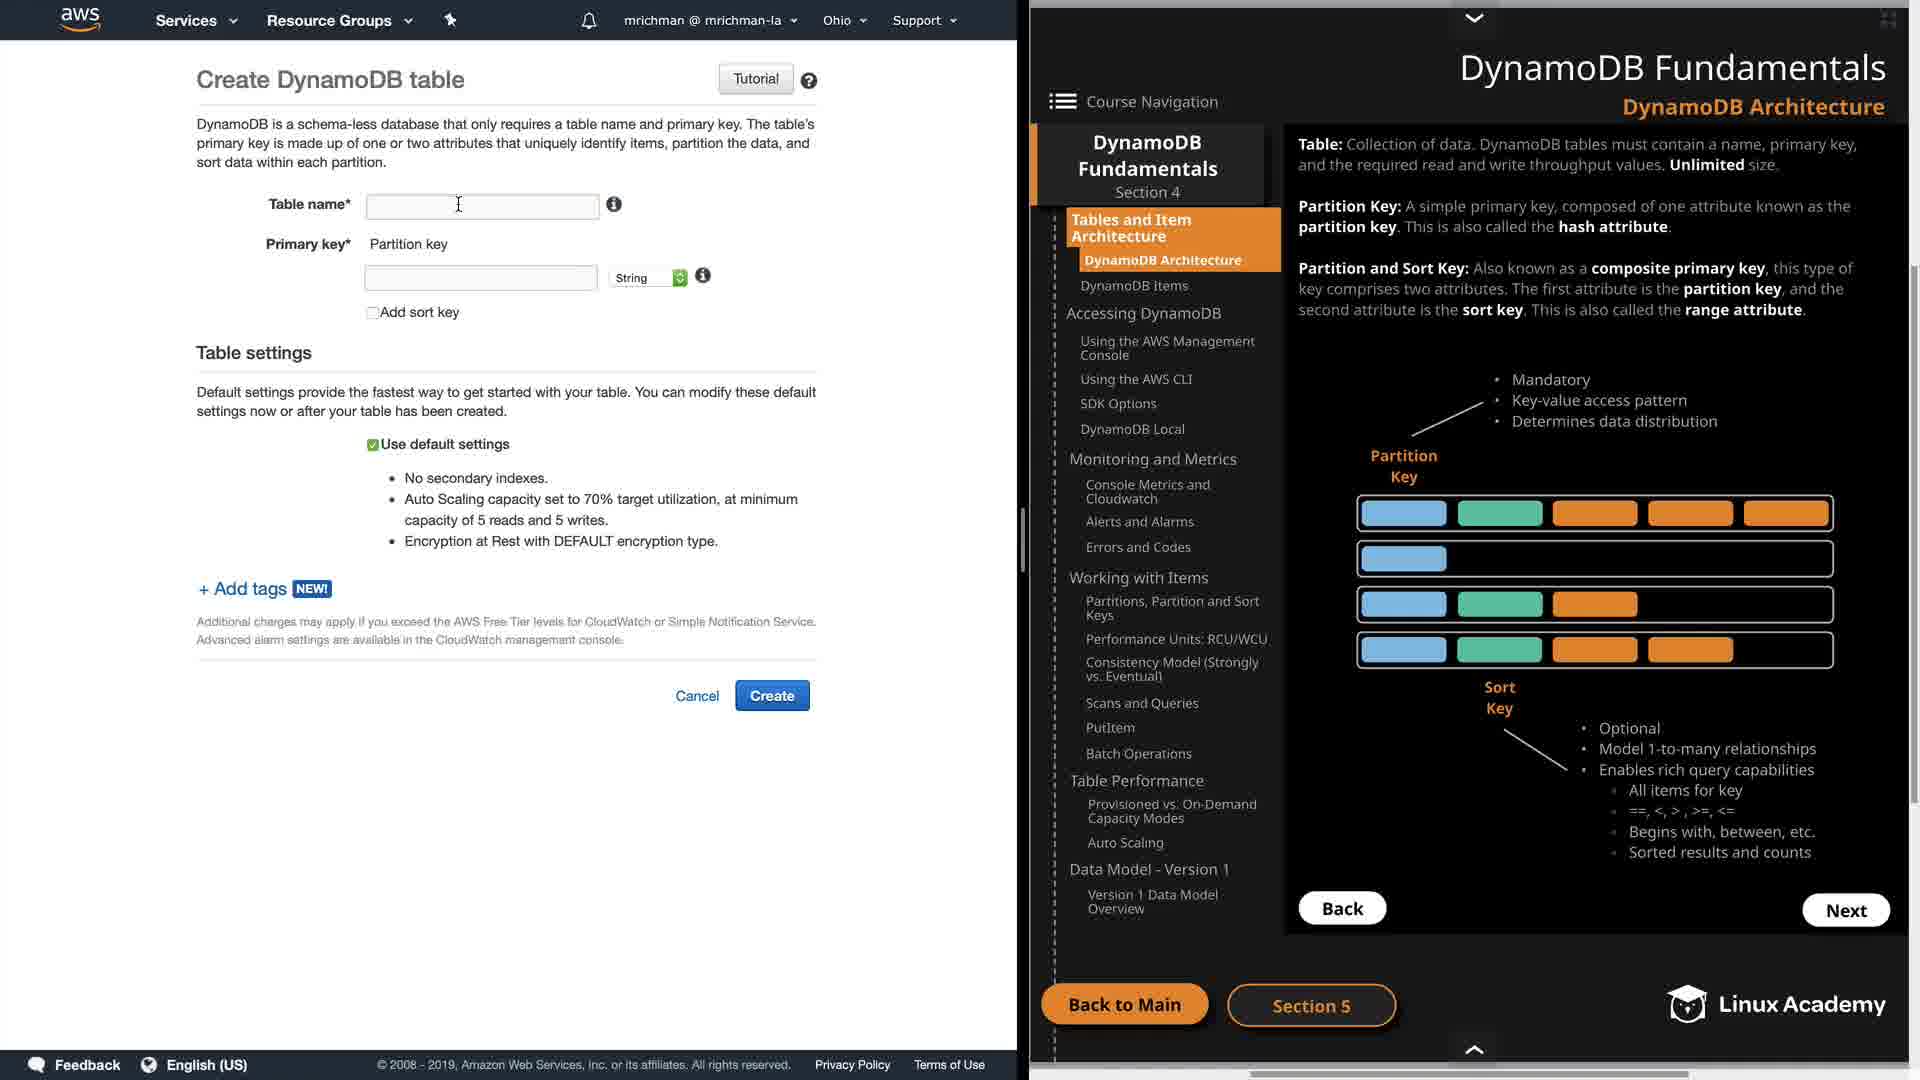 aws
Services
Resource Groups
mrichman @ mrichman-la
Ohio
Support
Create DynamoDB table
Tutorial
DynamoDB is a schema-less database that only requires a table name and primary key. The table's
primary key is made up of one or two attributes that uniquely identify items, partition the data, and
sort data within each partition.
Table name*
Primary key*
Partition key
String
Add sort key
Table settings
Default settings provide the fastest way to get started with your table. You can modify these default
settings now or after your table has been created.
Use default settings
• No secondary indexes.
• Auto Scaling capacity set to 70% target utilization, at minimum
capacity of 5 reads and 5 writes.
• Encryption at Rest with DEFAULT encryption type.
+ Add tags NEW!
Additional charges may apply if you exceed the AWS Free Tier levels for CloudWatch or Simple Notification Service.
Advanced alarm settings are available in the CloudWatch management console.
Cancel
Create
Feedback
English (US)
© 2008 - 2019, Amazon Web Services, Inc. or its affiliates. All rights reserved.
Privacy Policy
Terms of Use
DynamoDB Fundamentals
DynamoDB Architecture
Course Navigation
DynamoDB
Fundamentals
Section 4
Tables and Item
Architecture
DynamoDB Architecture
DynamoDB Items
Accessing DynamoDB
Using the AWS Management
Console
Using the AWS CLI
SDK Options
DynamoDB Local
Monitoring and Metrics
Console Metrics and
Cloudwatch
Alerts and Alarms
Errors and Codes
Working with Items
Partitions, Partition and Sort
Keys
Performance Units: RCU/WCU
Consistency Model (Strongly
vs. Eventual)
Scans and Queries
PutItem
Batch Operations
Table Performance
Provisioned vs. On-Demand
Capacity Modes
Auto Scaling
Data Model - Version 1
Version 1 Data Model
Overview
Table: Collection of data. DynamoDB tables must contain a name, primary key,
and the required read and write throughput values. Unlimited size.
Partition Key: A simple primary key, composed of one attribute known as the
partition key. This is also called the hash attribute.
Partition and Sort Key: Also known as a composite primary key, this type of
key comprises two attributes. The first attribute is the partition key, and the
second attribute is the sort key. This is also called the range attribute.
• Mandatory
• Key-value access pattern
• Determines data distribution
Partition
Key
Sort
Key
• Optional
• Model 1-to-many relationships
• Enables rich query capabilities
◦ All items for key
◦ ==, <, > , >=, <=
◦ Begins with, between, etc.
◦ Sorted results and counts
Back
Next
Back to Main
Section 5
Linux Academy